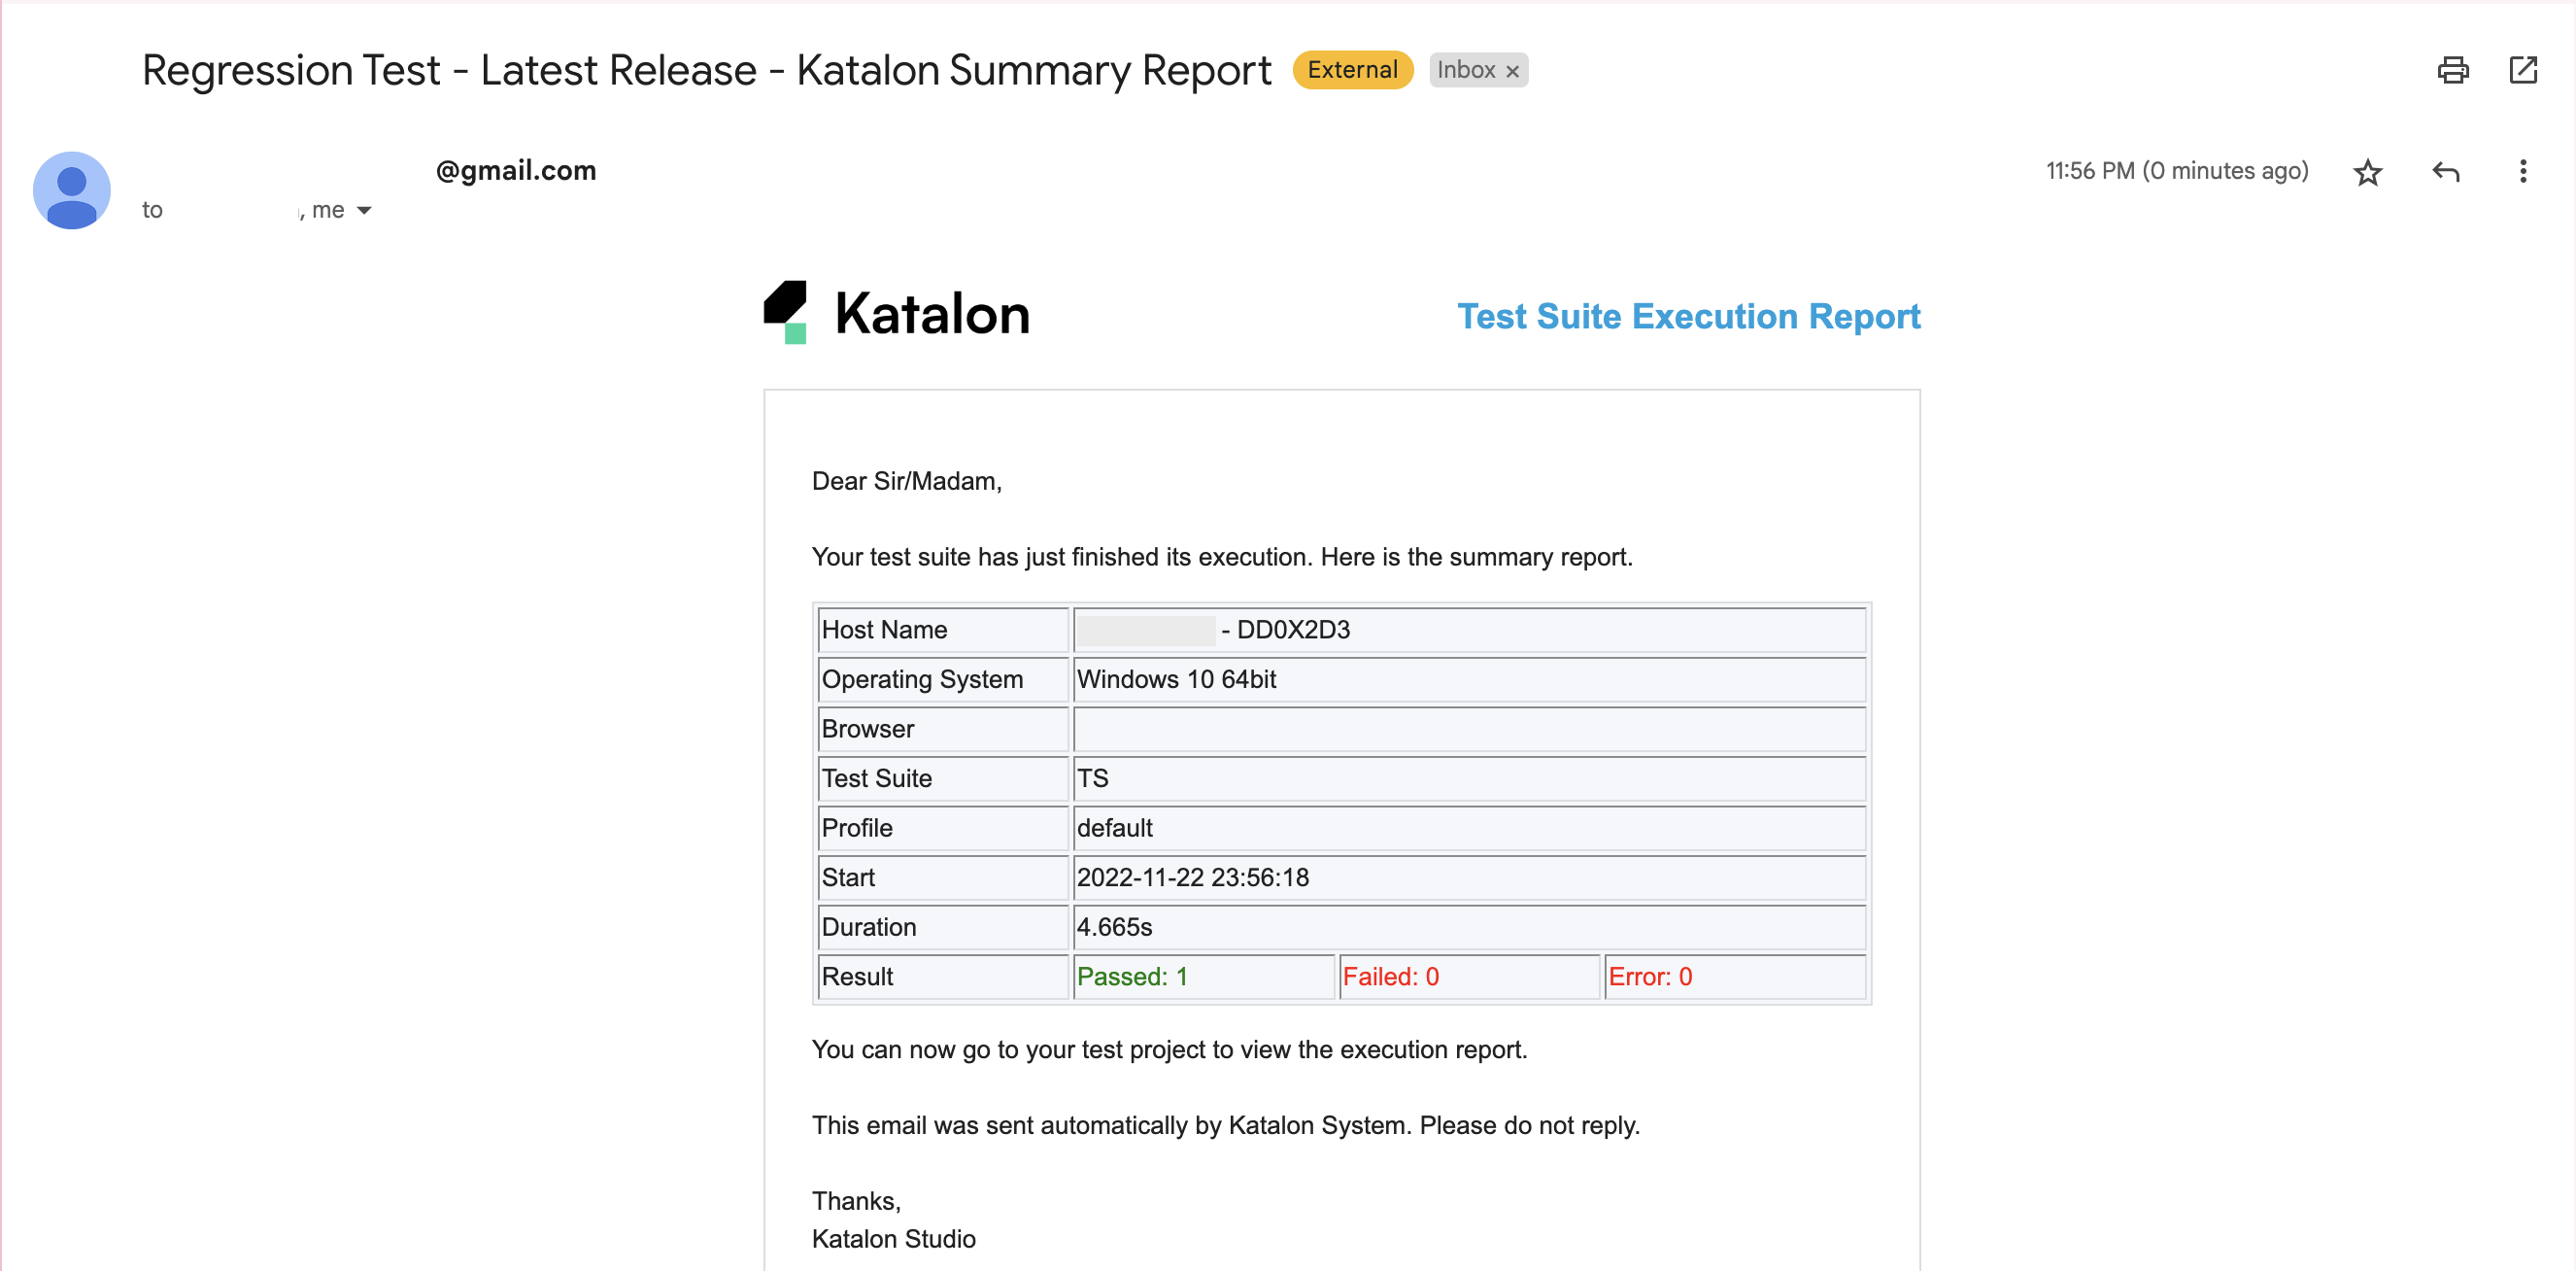 Regression Test - Latest Release - Katalon Summary Report External Inbox ×
@gmail.com 11:56 PM (0 minutes ago)
to , me
Katalon Test Suite Execution Report
Dear Sir/Madam,
Your test suite has just finished its execution. Here is the summary report.
Host Name - DD0X2D3
Operating System Windows 10 64bit
Browser
Test Suite TS
Profile default
Start 2022-11-22 23:56:18
Duration 4.665s
Result Passed: 1 Failed: 0 Error: 0
You can now go to your test project to view the execution report.
This email was sent automatically by Katalon System. Please do not reply.
Thanks,
Katalon Studio